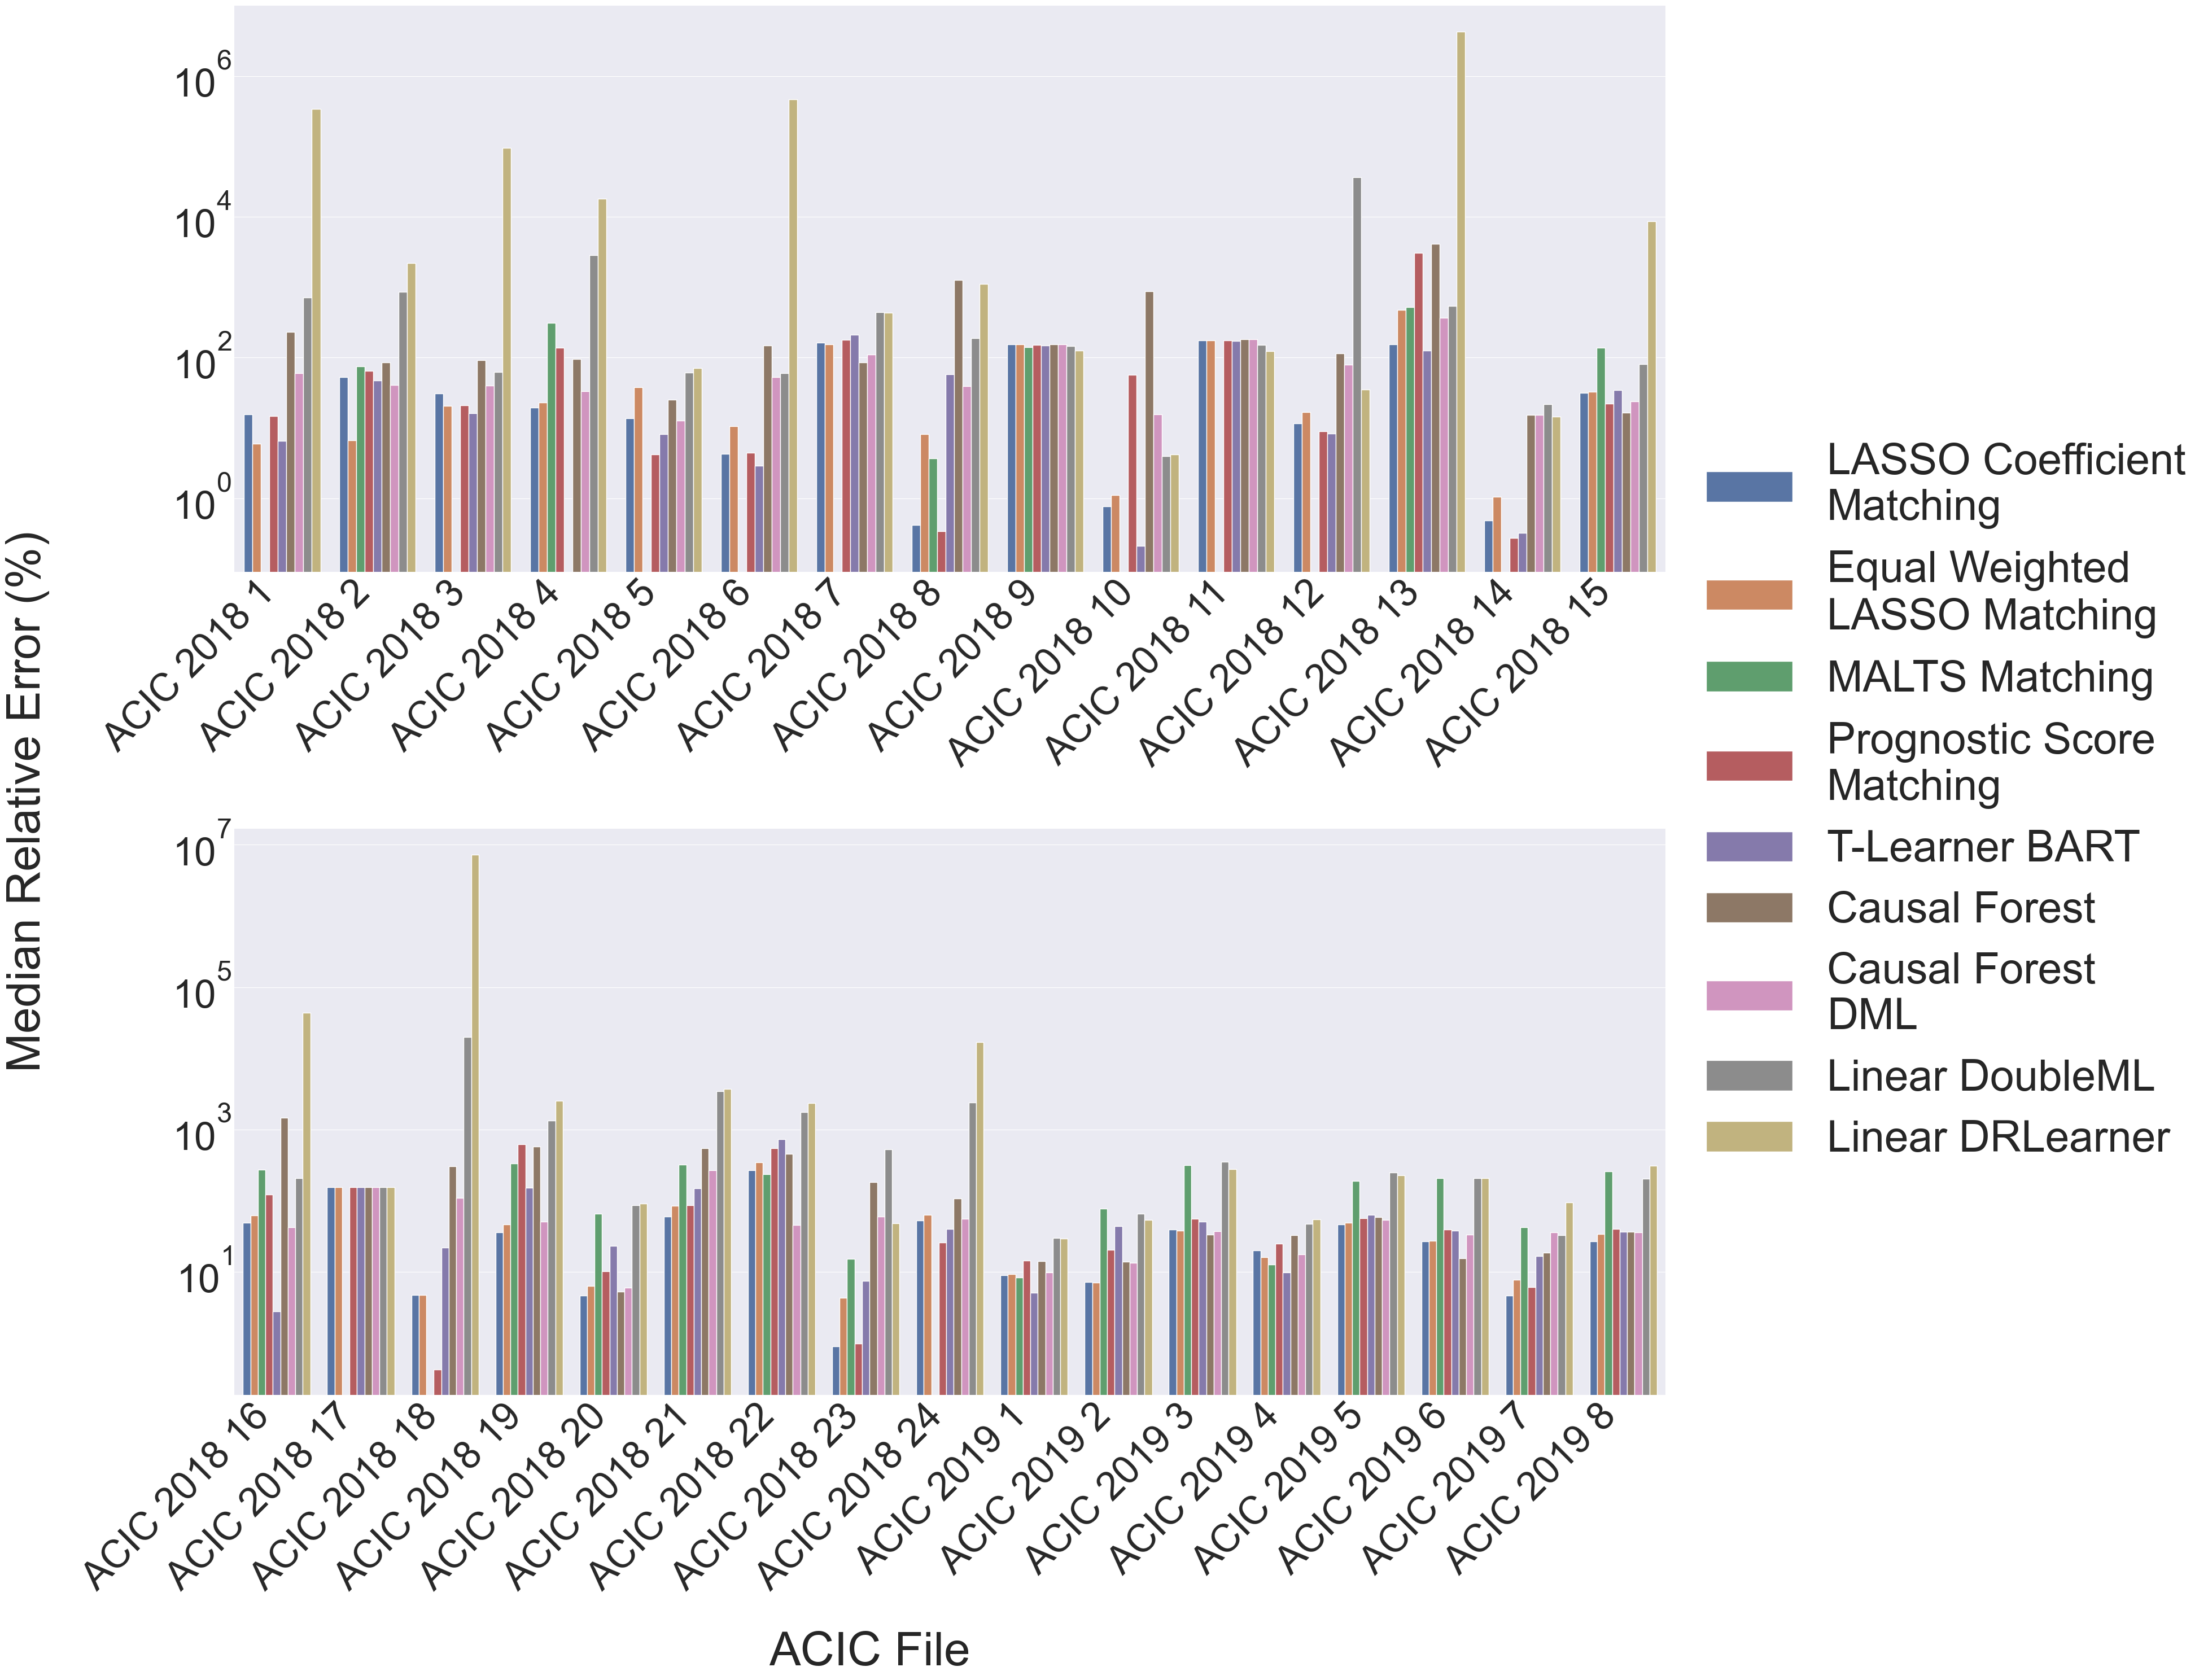 Median Relative Error (%)
10^6
10^4
10^2
10^0
ACIC 2018 1
ACIC 2018 2
ACIC 2018 3
ACIC 2018 4
ACIC 2018 5
ACIC 2018 6
ACIC 2018 7
ACIC 2018 8
ACIC 2018 9
ACIC 2018 10
ACIC 2018 11
ACIC 2018 12
ACIC 2018 13
ACIC 2018 14
ACIC 2018 15
10^7
10^5
10^3
10^1
ACIC 2018 16
ACIC 2018 17
ACIC 2018 18
ACIC 2018 19
ACIC 2018 20
ACIC 2018 21
ACIC 2018 22
ACIC 2018 23
ACIC 2018 24
ACIC 2019 1
ACIC 2019 2
ACIC 2019 3
ACIC 2019 4
ACIC 2019 5
ACIC 2019 6
ACIC 2019 7
ACIC 2019 8
ACIC File
LASSO Coefficient
Matching
Equal Weighted
LASSO Matching
MALTS Matching
Prognostic Score
Matching
T-Learner BART
Causal Forest
Causal Forest
DML
Linear DoubleML
Linear DRLearner